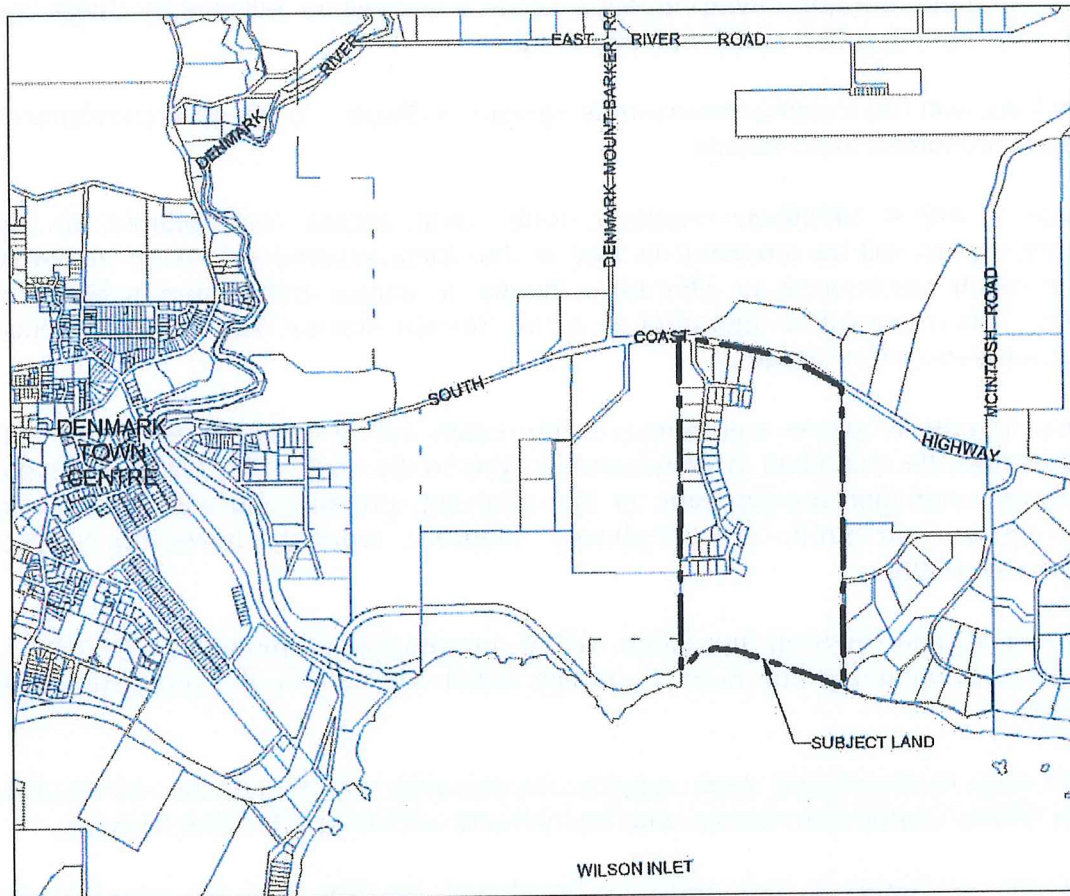 EAST RIVER ROAD
DENMARK MOUNT BARKER RO
DENMARK RIVER
MCINTOSH ROAD
SOUTH COAST HIGHWAY
DENMARK
TOWN
CENTRE
SUBJECT LAND
WILSON INLET